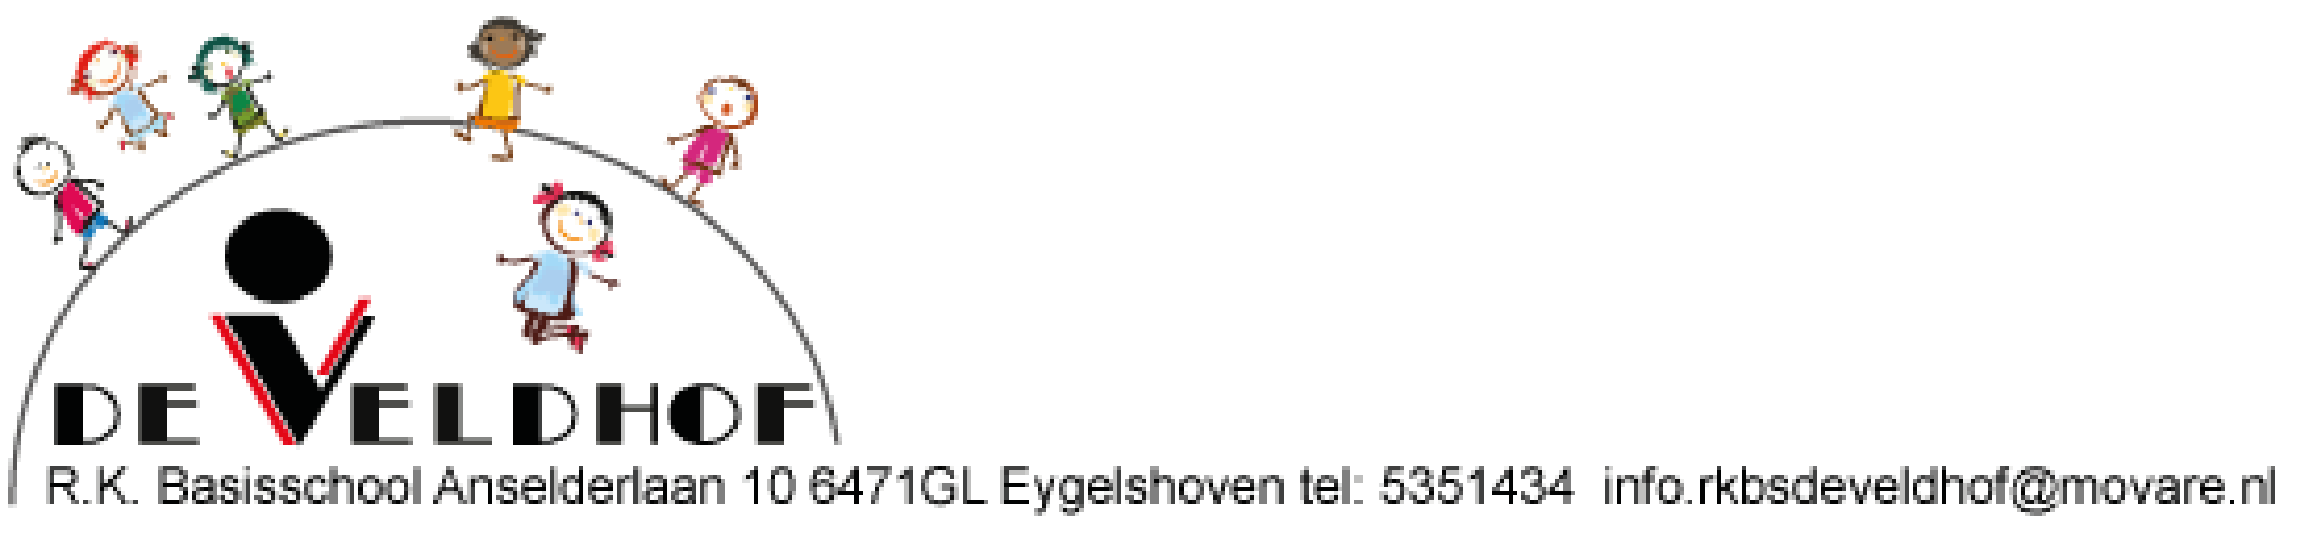 DE VELDHOF
R.K. Basisschool Anselderlaan 10 6471GL Eygelshoven tel: 5351434 info.rkbsdeveldhof@movare.nl